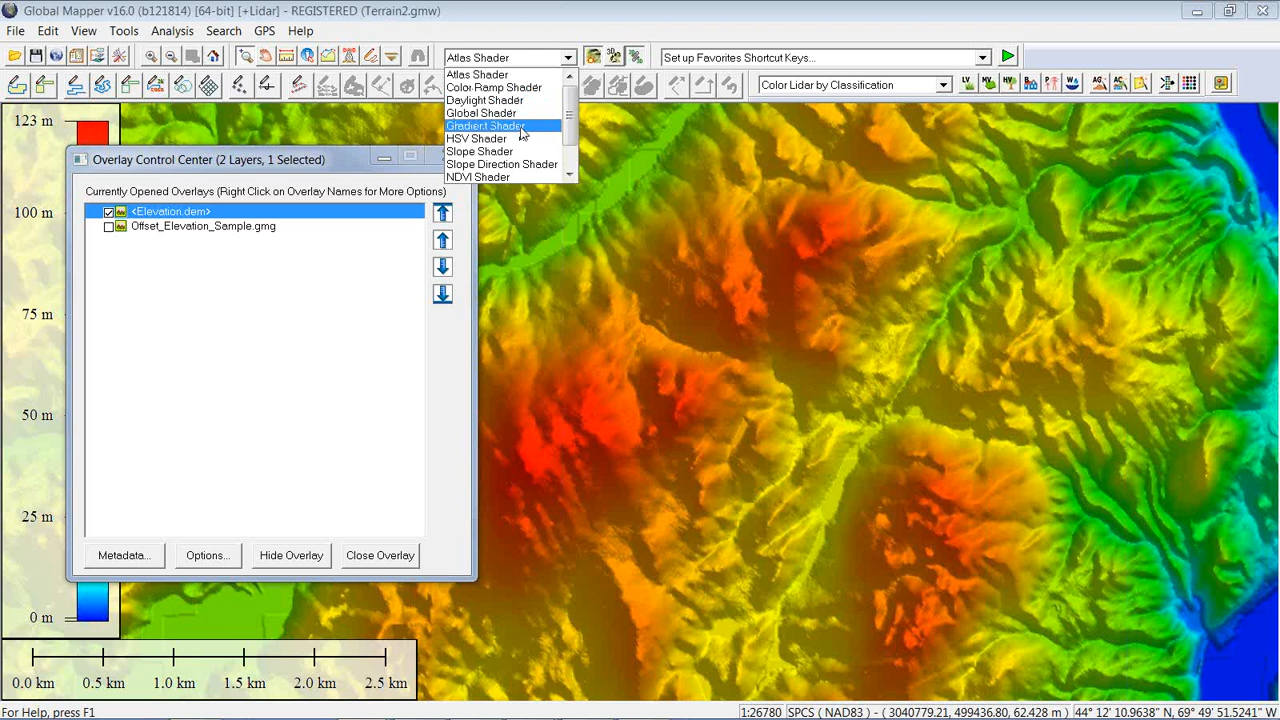 Global Mapper v16.0 (b121814) [64-bit] [+Lidar] - REGISTERED (Terrain2.gmw)
File Edit View Tools Analysis Search GPS Help
Atlas Shader
Set up Favorites Shortcut Keys...
Color Lidar by Classification
Atlas Shader
Color Ramp Shader
Daylight Shader
Global Shader
Gradient Shader
HSV Shader
Slope Shader
Slope Direction Shader
NDVI Shader
123 m
100 m
75 m
50 m
25 m
0 m
Overlay Control Center (2 Layers, 1 Selected)
Currently Opened Overlays (Right Click on Overlay Names for More Options)
<Elevation.dem>
Offset_Elevation_Sample.gmg
Metadata... Options... Hide Overlay Close Overlay
0.0 km 0.5 km 1.0 km 1.5 km 2.0 km 2.5 km
For Help, press F1
1:26780 SPCS ( NAD83 ) - ( 3040779.21, 499436.80, 62.428 m ) 44° 12' 10.9638" N, 69° 49' 51.5241" W